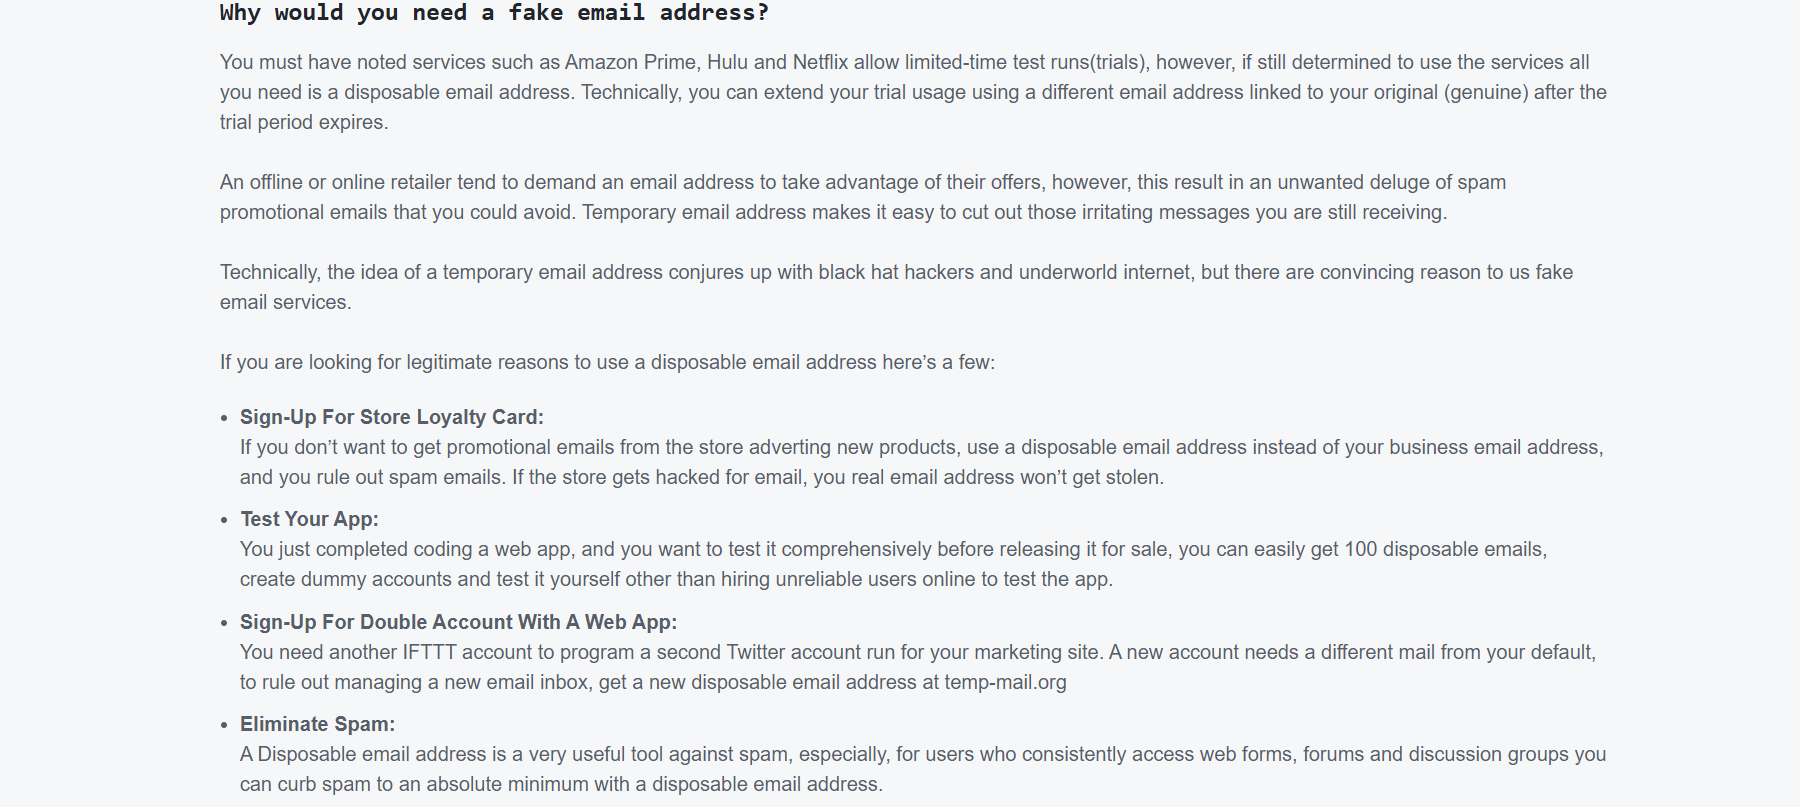 Why would you need a fake email address?
You must have noted services such as Amazon Prime, Hulu and Netflix allow limited-time test runs(trials), however, if still determined to use the services all
you need is a disposable email address. Technically, you can extend your trial usage using a different email address linked to your original (genuine) after the
trial period expires.
An offline or online retailer tend to demand an email address to take advantage of their offers, however, this result in an unwanted deluge of spam
promotional emails that you could avoid. Temporary email address makes it easy to cut out those irritating messages you are still receiving.
Technically, the idea of a temporary email address conjures up with black hat hackers and underworld internet, but there are convincing reason to us fake
email services.
If you are looking for legitimate reasons to use a disposable email address here’s a few:
• Sign-Up For Store Loyalty Card:
If you don’t want to get promotional emails from the store adverting new products, use a disposable email address instead of your business email address,
and you rule out spam emails. If the store gets hacked for email, you real email address won’t get stolen.
• Test Your App:
You just completed coding a web app, and you want to test it comprehensively before releasing it for sale, you can easily get 100 disposable emails,
create dummy accounts and test it yourself other than hiring unreliable users online to test the app.
• Sign-Up For Double Account With A Web App:
You need another IFTTT account to program a second Twitter account run for your marketing site. A new account needs a different mail from your default,
to rule out managing a new email inbox, get a new disposable email address at temp-mail.org
• Eliminate Spam:
A Disposable email address is a very useful tool against spam, especially, for users who consistently access web forms, forums and discussion groups you
can curb spam to an absolute minimum with a disposable email address.